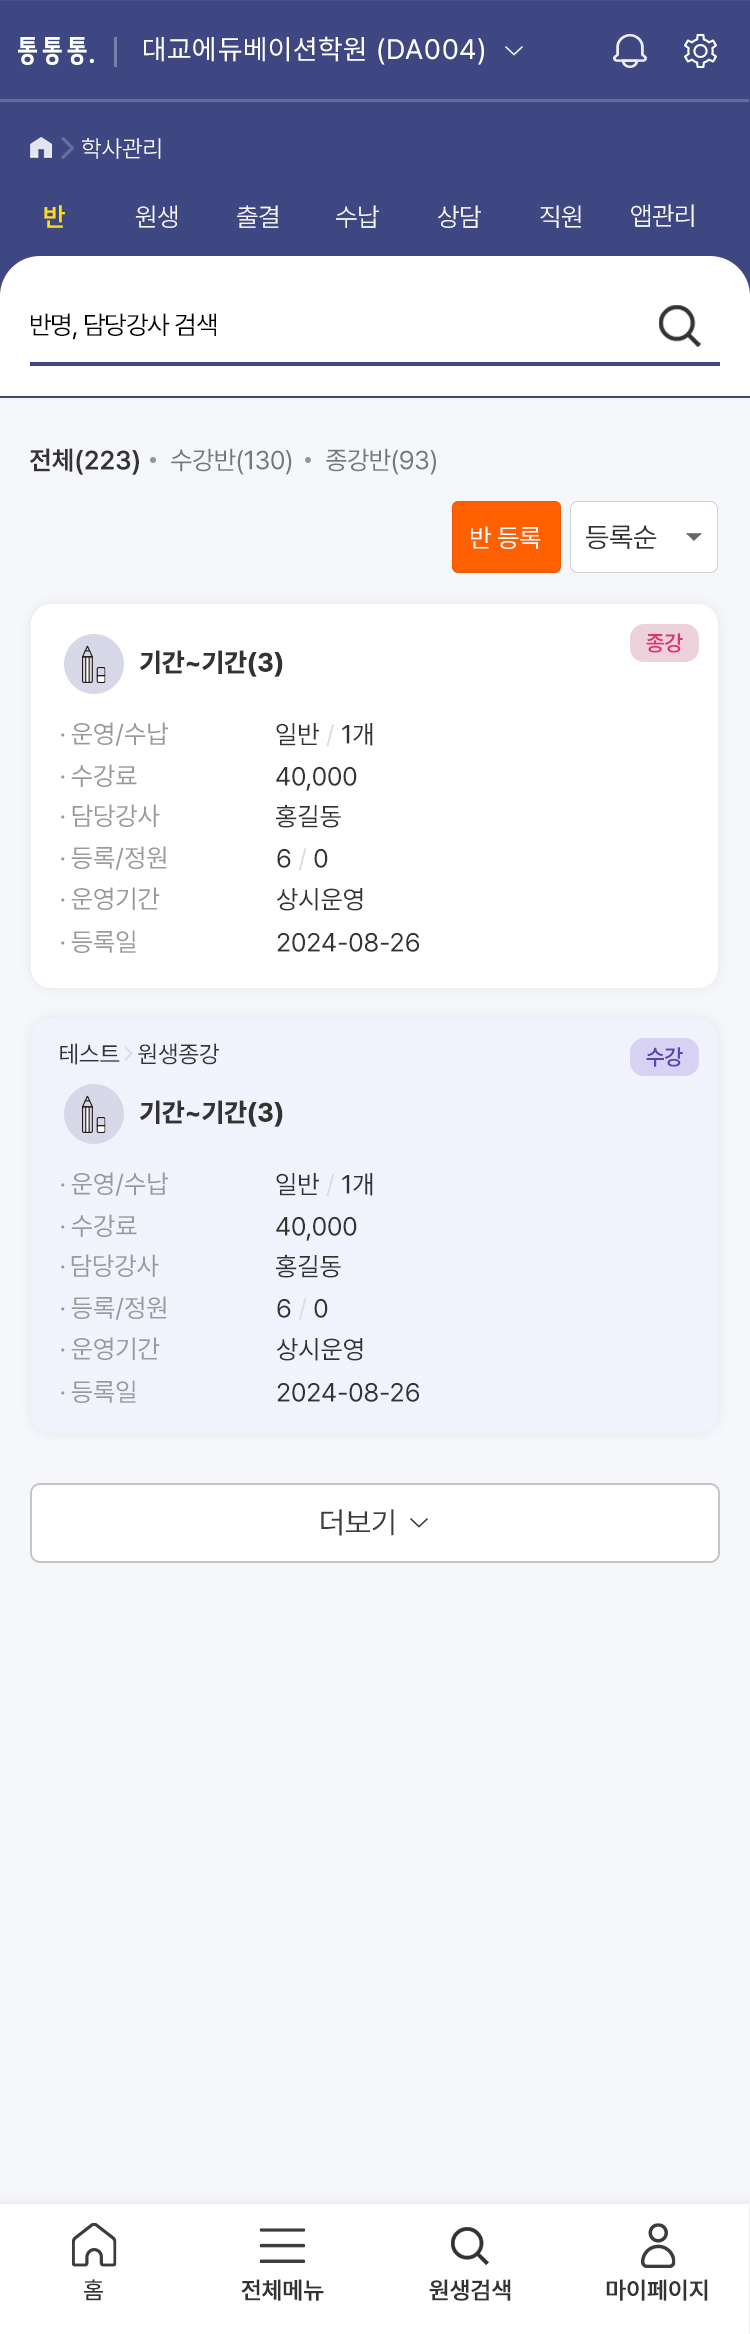 통통통. | 대교에듀베이션학원 (DA004)
학사관리
반 원생 출결 수납 상담 직원 앱관리
반명, 담당강사 검색
전체(223) • 수강반(130) • 종강반(93)
반 등록 등록순
종강
기간~기간(3)
· 운영/수납 일반 / 1개
· 수강료 40,000
· 담당강사 홍길동
· 등록/정원 6 / 0
· 운영기간 상시운영
· 등록일 2024-08-26
테스트 > 원생종강 수강
기간~기간(3)
· 운영/수납 일반 / 1개
· 수강료 40,000
· 담당강사 홍길동
· 등록/정원 6 / 0
· 운영기간 상시운영
· 등록일 2024-08-26
더보기
홈 전체메뉴 원생검색 마이페이지